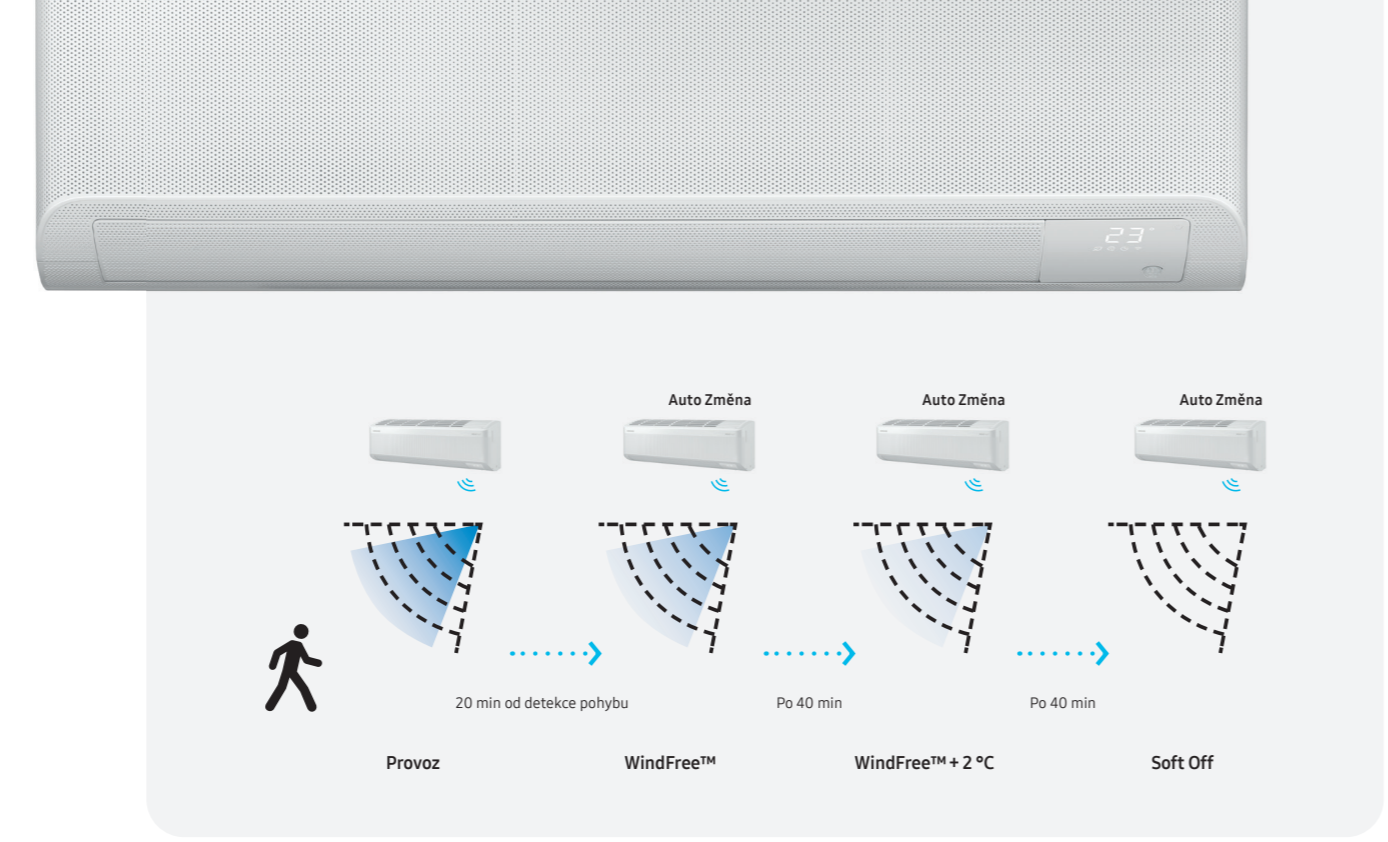 23°
Auto Změna
Auto Změna
Auto Změna
20 min od detekce pohybu
Po 40 min
Po 40 min
Provoz
WindFree™
WindFree™ + 2 °C
Soft Off